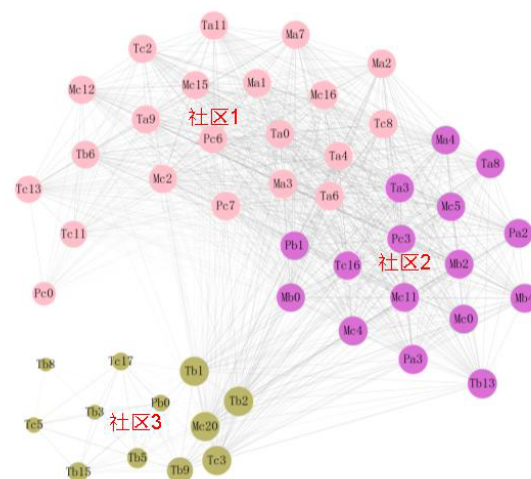 Ta11
Ma7
Tc2
Ma2
Mc15
Ma1
Mc12
Mc16
Ta9
社区1
Tc8
Pc6
Ta0
Ma4
Tb6
Ta4
Ta8
Mc2
Ma3
Ta3
Tc13
Ta6
Mc5
Pc7
Tc11
Pa2
Pb1
Pc3
社区2
Tc16
Mb2
Pc0
Mb0
Mc11
Mb4
Mc0
Mc4
Pa3
Tb8
Tc17
Tb1
Tb13
Tb2
Pb0
Tb3
社区3
Tc5
Mc20
Tb5
Tc3
Tb15
Tb9